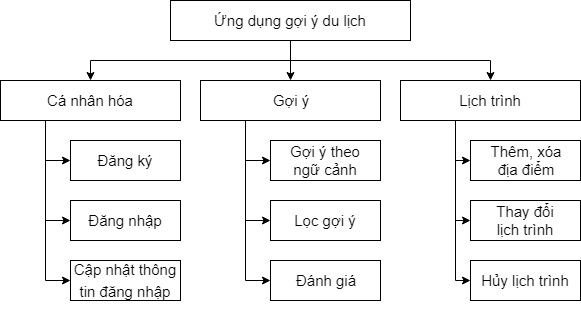 Ứng dụng gợi ý du lịch
Cá nhân hóa
Gợi ý
Lịch trình
Đăng ký
Gợi ý theo
ngữ cảnh
Thêm, xóa
địa điểm
Đăng nhập
Lọc gợi ý
Thay đổi
lịch trình
Cập nhật thông
tin đăng nhập
Đánh giá
Hủy lịch trình